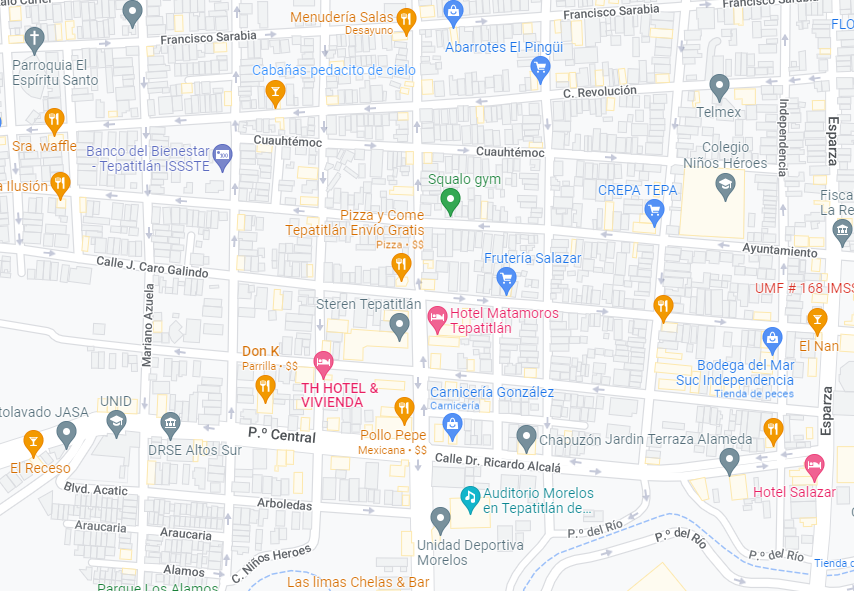 alo Curiel
Francisco Sarabia
Francisco Sarabia
Francisco Sarabia
Menudería Salas
Desayuno
Abarrotes El Pingüi
FLO
Parroquia El
Espíritu Santo
Cabañas pedacito de cielo
C. Revolución
Telmex
Independencia
Esparza
Sra. waffle
Banco del Bienestar
- Tepatitlán ISSSTE
Cuauhtémoc
Cuauhtémoc
Colegio
Niños Héroes
a Ilusión
Squalo gym
CREPA TEPA
Fisca
La Re
Pizza y Come
Tepatitlán Envío Gratis
Pizza • $$
Ayuntamiento
Calle J. Caro Galindo
Frutería Salazar
UMF # 168 IMSS
Mariano Azuela
Steren Tepatitlán
Hotel Matamoros
Tepatitlán
El Nan
Don K
Parrilla • $$
TH HOTEL &
VIVIENDA
Bodega del Mar
Suc Independencia
Tienda de peces
Carnicería González
Carnicería
Esparza
UNID
tolavado JASA
DRSE Altos Sur
P.º Central
Pollo Pepe
Mexicana • $$
Chapuzón
Jardin Terraza Alameda
El Receso
Calle Dr. Ricardo Alcalá
Hotel Salazar
Blvd. Acatic
Arboledas
Auditorio Morelos
en Tepatitlán de...
Araucaria
Araucaria
Unidad Deportiva
Morelos
P.º del Río
P.º del Río
P.º del Río
Tienda d
Alamos
C. Niños Heroes
Parque Los Alamos
Las limas Chelas & Bar